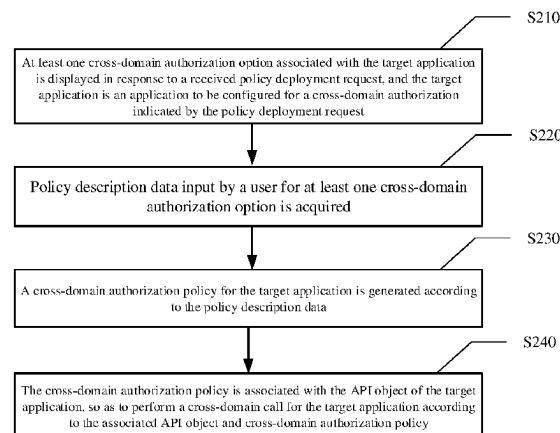 S210
At least one cross-domain authorization option associated with the target application
is displayed in response to a received policy deployment request, and the target
application is an application to be configured for a cross-domain authorization
indicated by the policy deployment request
S220
Policy description data input by a user for at least one cross-domain
authorization option is acquired
S230
A cross-domain authorization policy for the target application is generated according
to the policy description data
S240
The cross-domain authorization policy is associated with the API object of the target
application, so as to perform a cross-domain call for the target application according
to the associated API object and cross-domain authorization policy